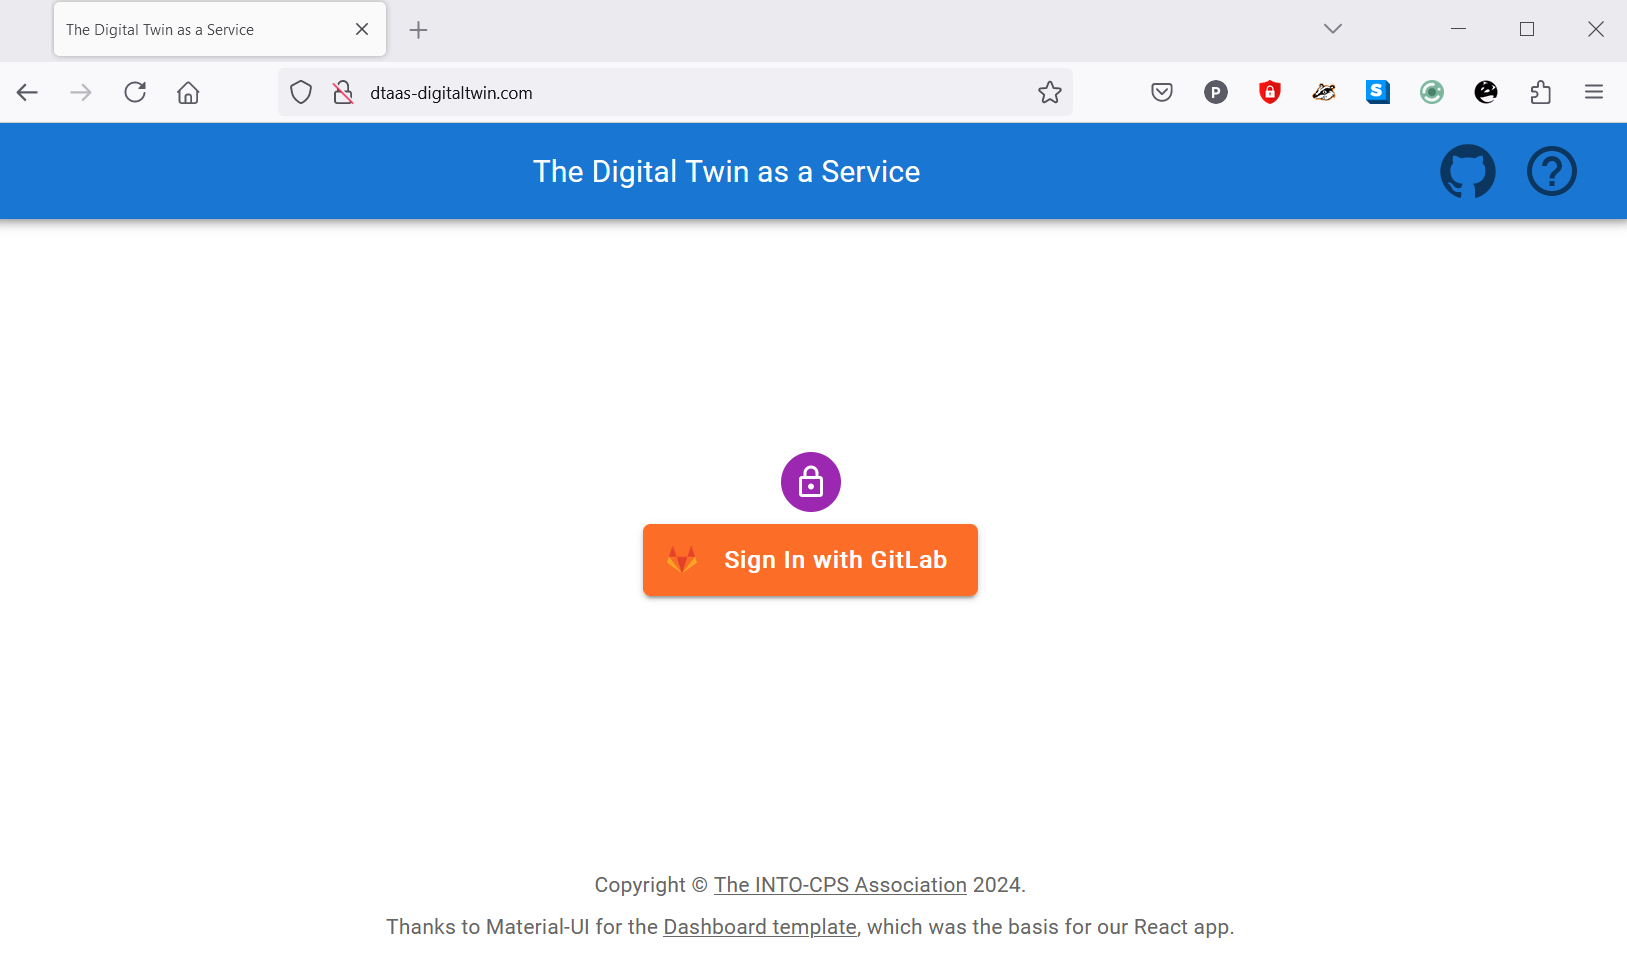 The Digital Twin as a Service
dtaas-digitaltwin.com
P
S
The Digital Twin as a Service
?
Sign In with GitLab
Copyright © The INTO-CPS Association 2024.
Thanks to Material-UI for the Dashboard template, which was the basis for our React app.